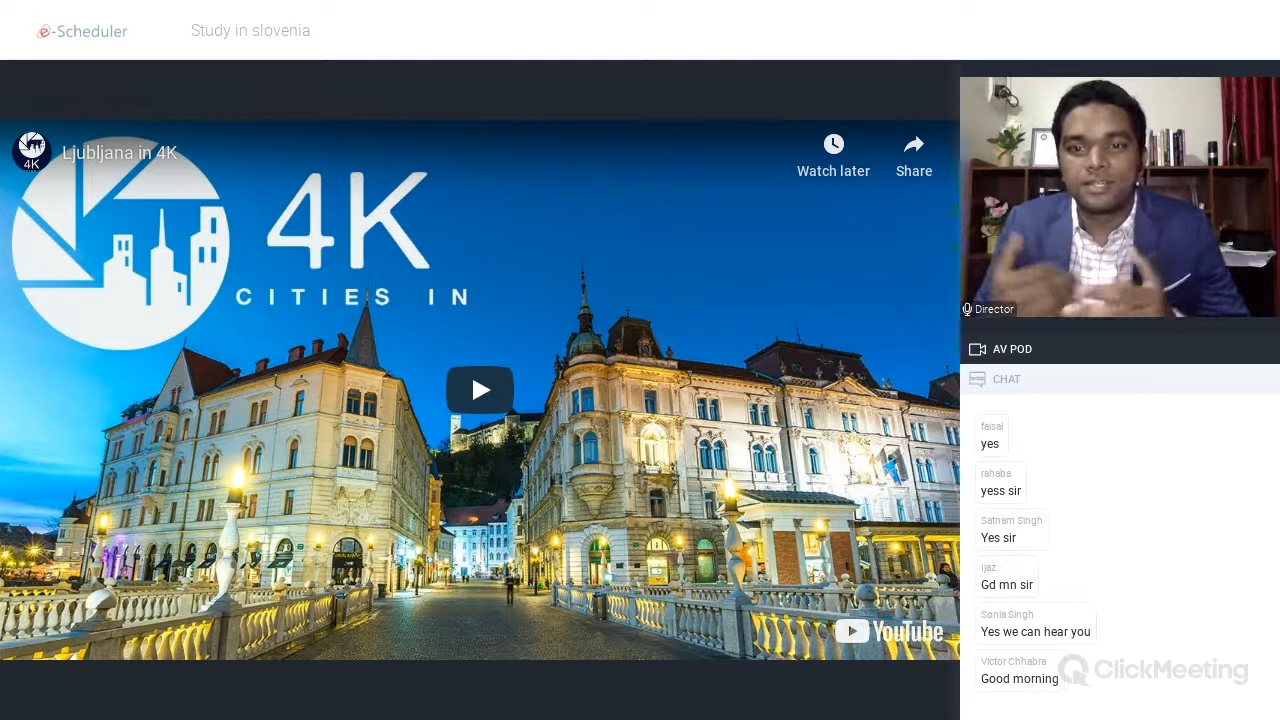 e-Scheduler
Study in slovenia
4K
Ljubljana in 4K
Watch later
Share
4K
CITIES IN
YouTube
Director
AV POD
CHAT
faisal
yes
rahaba
yess sir
Satnam Singh
Yes sir
ijaz
Gd mn sir
Sonia Singh
Yes we can hear you
Victor Chhabra
Good morning
ClickMeeting